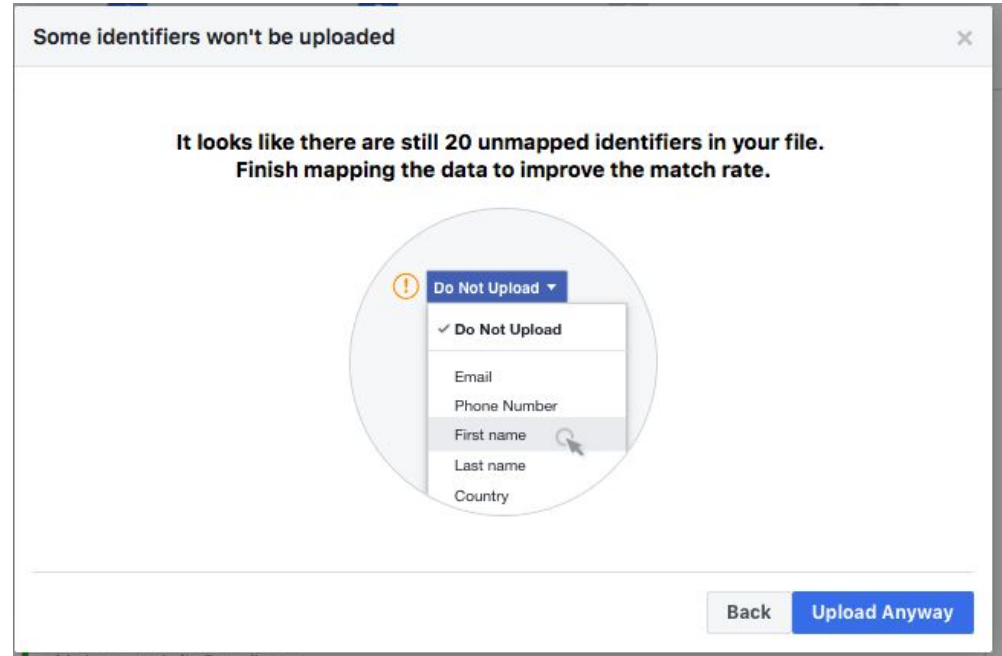 Some identifiers won't be uploaded
It looks like there are still 20 unmapped identifiers in your file.
Finish mapping the data to improve the match rate.
Do Not Upload
Do Not Upload
Email
Phone Number
First name
Last name
Country
Back
Upload Anyway